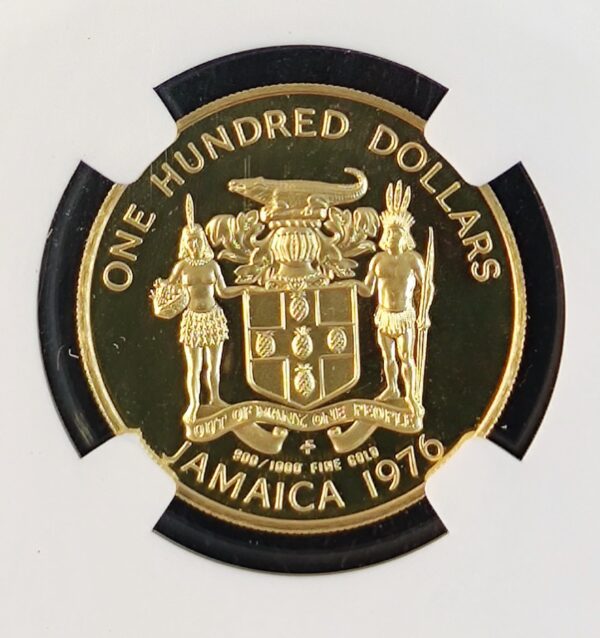 ONE HUNDRED DOLLARS
OUT OF MANY, ONE PEOPLE
900/1000 FINE GOLD
JAMAICA 1976